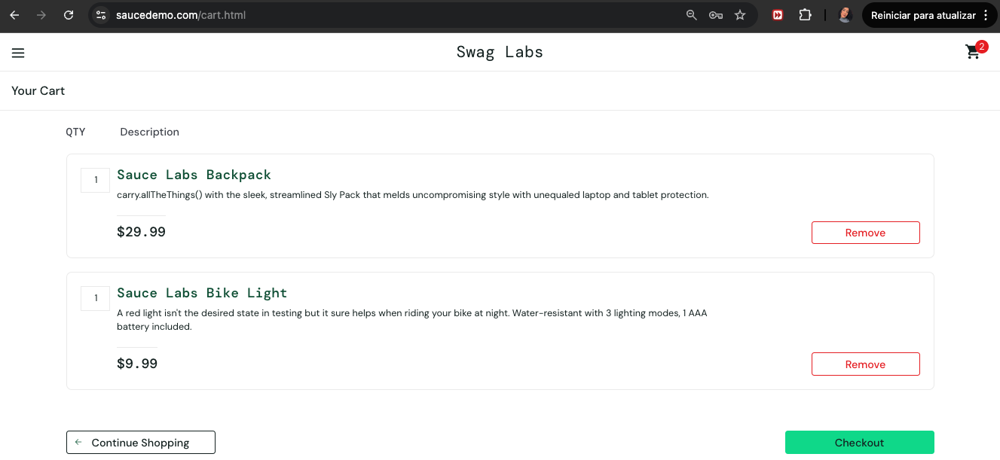 saucedemo.com/cart.html
Reiniciar para atualizar
Swag Labs
2
Your Cart
QTY Description
1
Sauce Labs Backpack
carry.allTheThings() with the sleek, streamlined Sly Pack that melds uncompromising style with unequaled laptop and tablet protection.
$29.99
Remove
1
Sauce Labs Bike Light
A red light isn't the desired state in testing but it sure helps when riding your bike at night. Water-resistant with 3 lighting modes, 1 AAA
battery included.
$9.99
Remove
Continue Shopping
Checkout